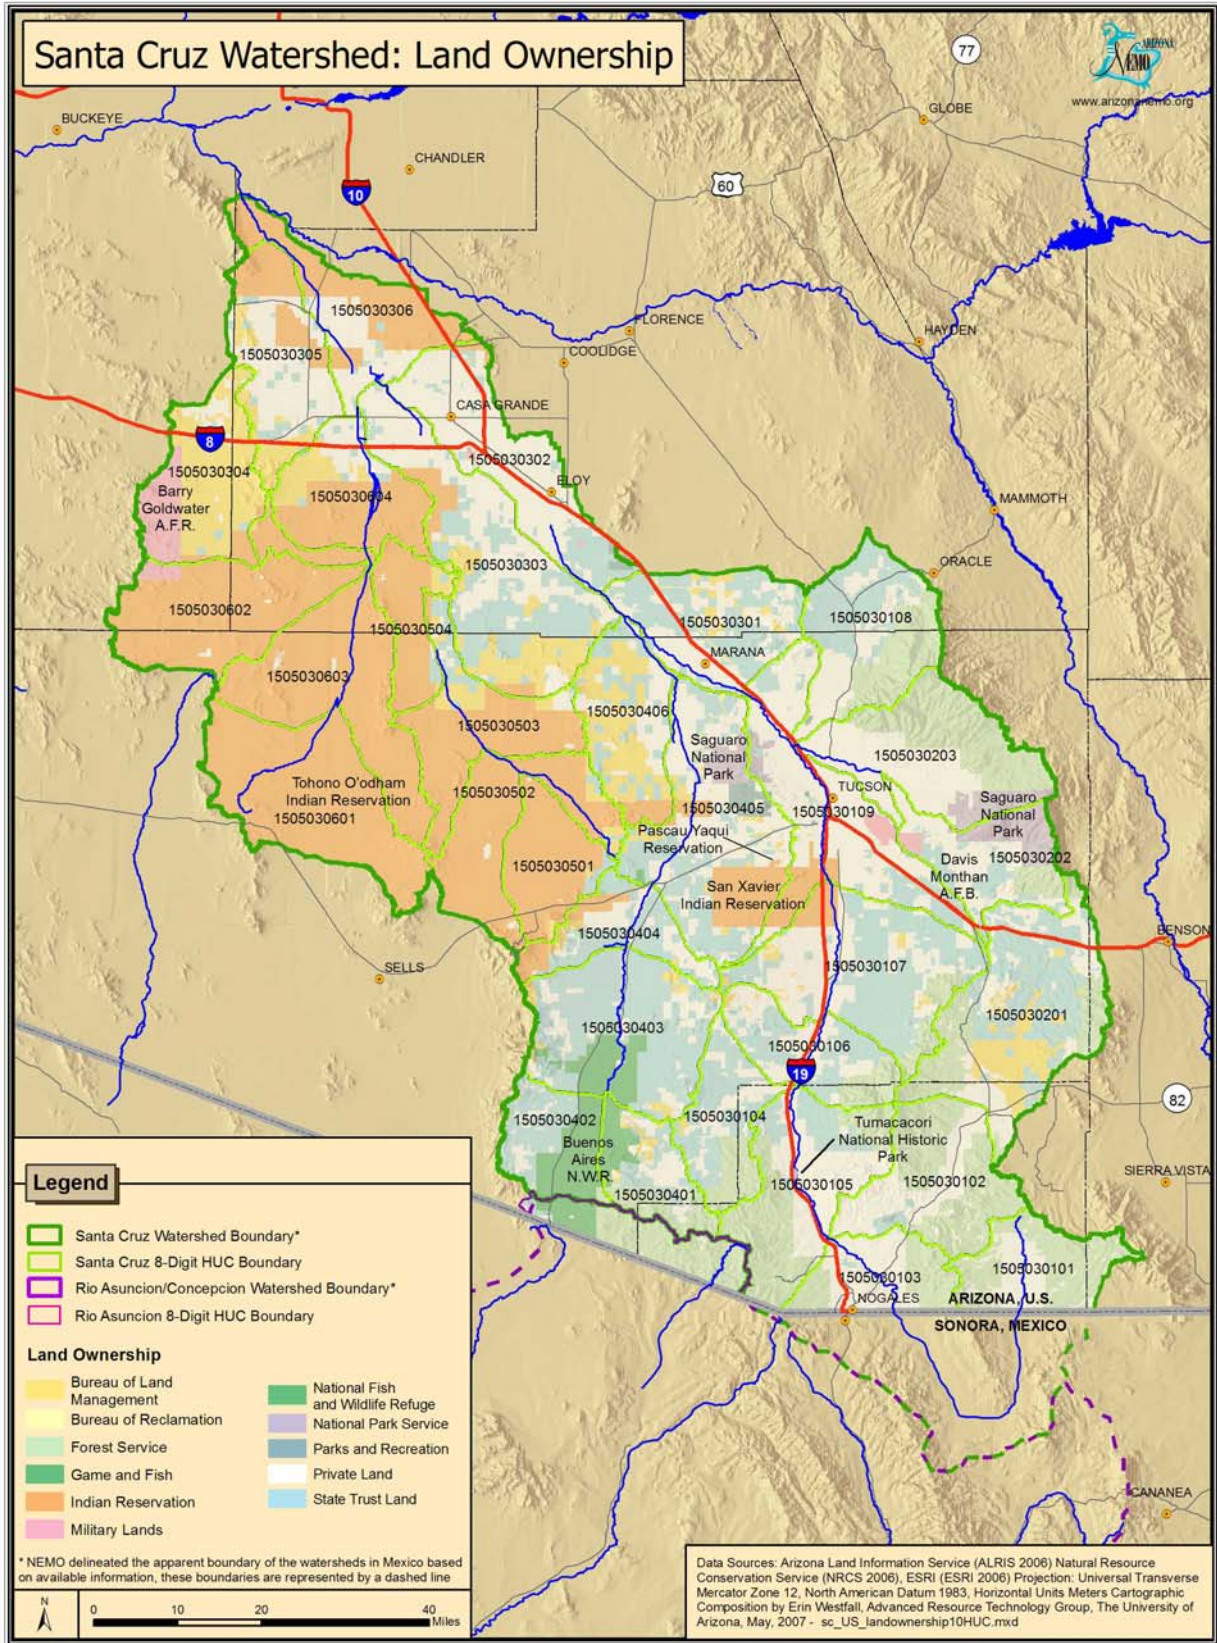 Santa Cruz Watershed: Land Ownership
77
ARIZONA
NEMO
www.arizonanemo.org
BUCKEYE
GLOBE
CHANDLER
10
60
1505030306
FLORENCE
HAYDEN
1505030305
COOLIDGE
CASA GRANDE
8
1505030302
1505030304
ELOY
Barry
Goldwater
A.F.R.
1505030604
MAMMOTH
1505030303
ORACLE
1505030602
1505030504
1505030301
1505030108
MARANA
1505030603
1505030406
1505030503
Saguaro
National
Park
1505030203
Tohono O'odham
Indian Reservation
1505030601
1505030502
1505030405
TUCSON
1505030109
Saguaro
National
Park
Pascau Yaqui
Reservation
1505030202
1505030501
Davis
Monthan
A.F.B.
San Xavier
Indian Reservation
1505030404
BENSON
SELLS
1505030107
1505030403
1505030201
1505030106
19
82
1505030402
1505030104
Tumacacori
National Historic
Park
Buenos
Aires
N.W.R.
SIERRA VISTA
1505030401
1505030105
1505030102
1505030103
1505030101
NOGALES
ARIZONA, U.S.
SONORA, MEXICO
CANANEA
Legend
Santa Cruz Watershed Boundary*
Santa Cruz 8-Digit HUC Boundary
Rio Asuncion/Concepcion Watershed Boundary*
Rio Asuncion 8-Digit HUC Boundary
Land Ownership
Bureau of Land
Management
Bureau of Reclamation
Forest Service
Game and Fish
Indian Reservation
Military Lands
National Fish
and Wildlife Refuge
National Park Service
Parks and Recreation
Private Land
State Trust Land
* NEMO delineated the apparent boundary of the watersheds in Mexico based
on available information, these boundaries are represented by a dashed line
N
0 10 20 40
Miles
Data Sources: Arizona Land Information Service (ALRIS 2006) Natural Resource
Conservation Service (NRCS 2006), ESRI (ESRI 2006) Projection: Universal Transverse
Mercator Zone 12, North American Datum 1983, Horizontal Units Meters Cartographic
Composition by Erin Westfall, Advanced Resource Technology Group, The University of
Arizona, May, 2007 - sc_US_landownership10HUC.mxd